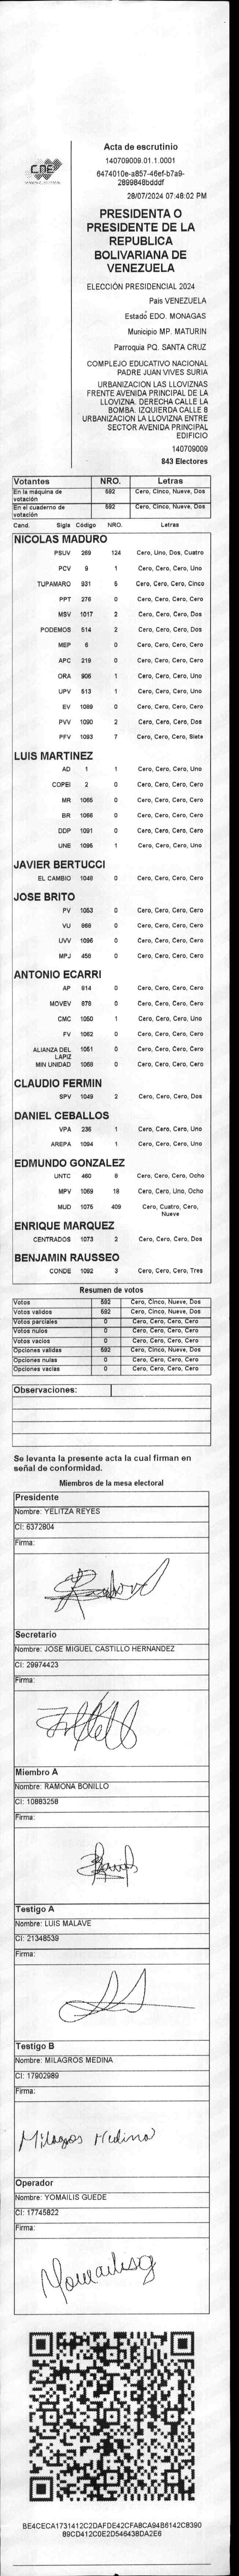 CNE
Acta de escrutinio
140709009.01.1.0001
6474010e-a857-46ef-b7a9-
2899848bdddf
28/07/2024 07:48:02 PM
PRESIDENTA O
PRESIDENTE DE LA
REPUBLICA
BOLIVARIANA DE
VENEZUELA
ELECCIÓN PRESIDENCIAL 2024
País VENEZUELA
Estado EDO. MONAGAS
Municipio MP. MATURIN
Parroquia PQ. SANTA CRUZ
COMPLEJO EDUCATIVO NACIONAL
PADRE JUAN VIVES SURIA
URBANIZACION LAS LLOVIZNAS
FRENTE AVENIDA PRINCIPAL DE LA
LLOVIZNA. DERECHA CALLE LA
BOMBA. IZQUIERDA CALLE 8
URBANIZACION LA LLOVIZNA ENTRE
SECTOR AVENIDA PRINCIPAL
EDIFICIO
140709009
843 Electores
Votantes NRO. Letras
En la máquina de votación 592 Cero, Cinco, Nueve, Dos
En el cuaderno de votación 592 Cero, Cinco, Nueve, Dos
Cand. Sigla Código NRO. Letras
NICOLAS MADURO
PSUV 269 124 Cero, Uno, Dos, Cuatro
PCV 9 1 Cero, Cero, Cero, Uno
TUPAMARO 931 5 Cero, Cero, Cero, Cinco
PPT 276 0 Cero, Cero, Cero, Cero
MSV 1017 2 Cero, Cero, Cero, Dos
PODEMOS 514 2 Cero, Cero, Cero, Dos
MEP 6 0 Cero, Cero, Cero, Cero
APC 219 0 Cero, Cero, Cero, Cero
ORA 906 1 Cero, Cero, Cero, Uno
UPV 513 1 Cero, Cero, Cero, Uno
EV 1089 0 Cero, Cero, Cero, Cero
PVV 1090 2 Cero, Cero, Cero, Dos
PFV 1093 7 Cero, Cero, Cero, Siete
LUIS MARTINEZ
AD 1 1 Cero, Cero, Cero, Uno
COPEI 2 0 Cero, Cero, Cero, Cero
MR 1065 0 Cero, Cero, Cero, Cero
BR 1066 0 Cero, Cero, Cero, Cero
DDP 1091 0 Cero, Cero, Cero, Cero
UNE 1095 1 Cero, Cero, Cero, Uno
JAVIER BERTUCCI
EL CAMBIO 1048 0 Cero, Cero, Cero, Cero
JOSE BRITO
PV 1053 0 Cero, Cero, Cero, Cero
VU 868 0 Cero, Cero, Cero, Cero
UVV 1096 0 Cero, Cero, Cero, Cero
MPJ 456 0 Cero, Cero, Cero, Cero
ANTONIO ECARRI
AP 814 0 Cero, Cero, Cero, Cero
MOVEV 878 0 Cero, Cero, Cero, Cero
CMC 1050 1 Cero, Cero, Cero, Uno
FV 1062 0 Cero, Cero, Cero, Cero
ALIANZA DEL LAPIZ 1051 0 Cero, Cero, Cero, Cero
MIN UNIDAD 1058 0 Cero, Cero, Cero, Cero
CLAUDIO FERMIN
SPV 1049 2 Cero, Cero, Cero, Dos
DANIEL CEBALLOS
VPA 236 1 Cero, Cero, Cero, Uno
AREPA 1094 1 Cero, Cero, Cero, Uno
EDMUNDO GONZALEZ
UNTC 460 8 Cero, Cero, Cero, Ocho
MPV 1069 18 Cero, Cero, Uno, Ocho
MUD 1075 409 Cero, Cuatro, Cero, Nueve
ENRIQUE MARQUEZ
CENTRADOS 1073 2 Cero, Cero, Cero, Dos
BENJAMIN RAUSSEO
CONDE 1092 3 Cero, Cero, Cero, Tres
Resumen de votos
Votos 592 Cero, Cinco, Nueve, Dos
Votos validos 592 Cero, Cinco, Nueve, Dos
Votos parciales 0 Cero, Cero, Cero, Cero
Votos nulos 0 Cero, Cero, Cero, Cero
Votos vacios 0 Cero, Cero, Cero, Cero
Opciones validas 592 Cero, Cinco, Nueve, Dos
Opciones nulas 0 Cero, Cero, Cero, Cero
Opciones vacias 0 Cero, Cero, Cero, Cero
Observaciones:
Se levanta la presente acta la cual firman en
señal de conformidad.
Miembros de la mesa electoral
Presidente
Nombre: YELITZA REYES
CI: 6372804
Firma:
Secretario
Nombre: JOSE MIGUEL CASTILLO HERNANDEZ
CI: 29974423
Firma:
Miembro A
Nombre: RAMONA BONILLO
CI: 10883258
Firma:
Testigo A
Nombre: LUIS MALAVE
CI: 21348539
Firma:
Testigo B
Nombre: MILAGROS MEDINA
CI: 17902989
Firma:
Milagros Medina
Operador
Nombre: YOMAILIS GUEDE
CI: 17745822
Firma:
Yomailisg
BE4CECA1731412C2DAFDE42CFA8CA94B6142C8390
89CD412C0E2D546438DA2E6